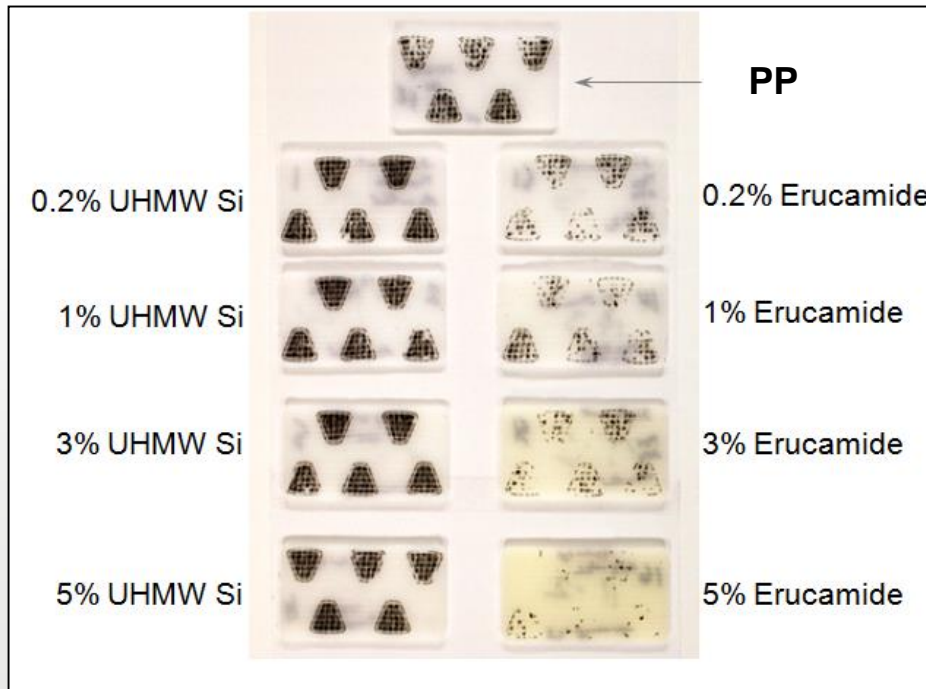 PP
0.2% UHMW Si
0.2% Erucamide
1% UHMW Si
1% Erucamide
3% UHMW Si
3% Erucamide
5% UHMW Si
5% Erucamide